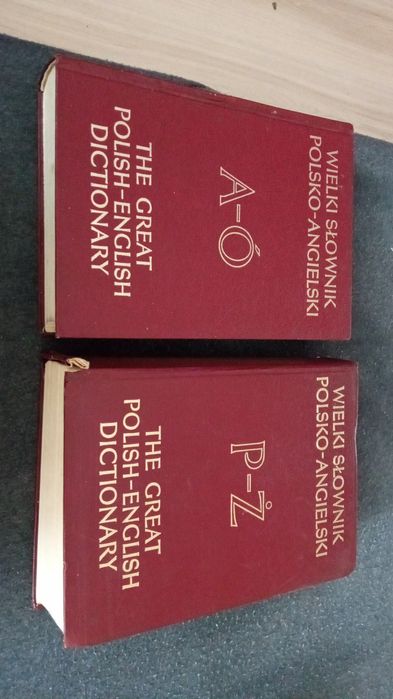 WIELKI SŁOWNIK
POLSKO-ANGIELSKI
A-Ó
THE GREAT
POLISH-ENGLISH
DICTIONARY
WIELKI SŁOWNIK
POLSKO-ANGIELSKI
P-Ż
THE GREAT
POLISH-ENGLISH
DICTIONARY